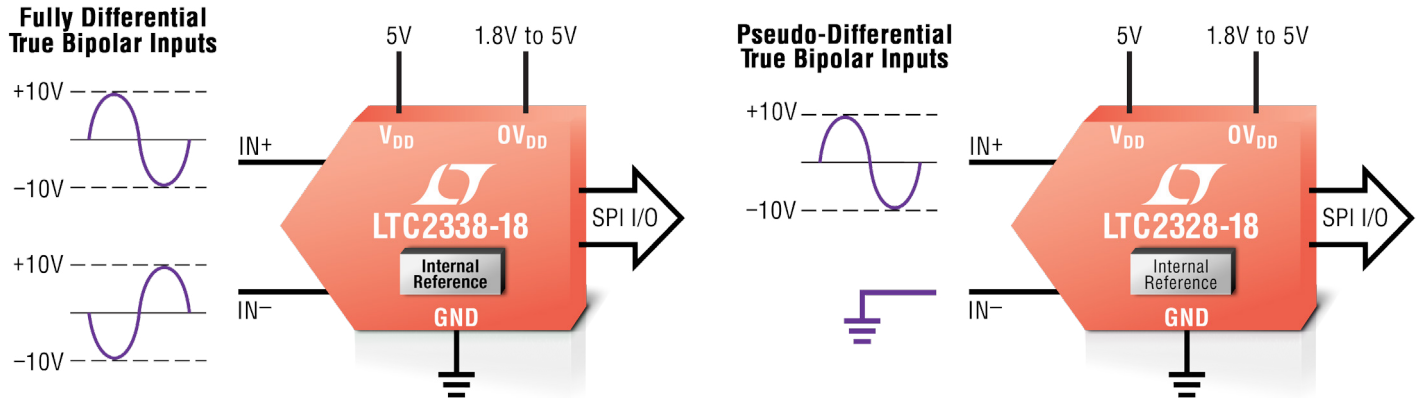 Fully Differential
True Bipolar Inputs
+10V
−10V
+10V
−10V
IN+
IN−
5V
1.8V to 5V
VDD
OVDD
LTC2338-18
Internal
Reference
GND
SPI I/O
Pseudo-Differential
True Bipolar Inputs
+10V
−10V
IN+
IN−
5V
1.8V to 5V
VDD
OVDD
LTC2328-18
Internal
Reference
GND
SPI I/O